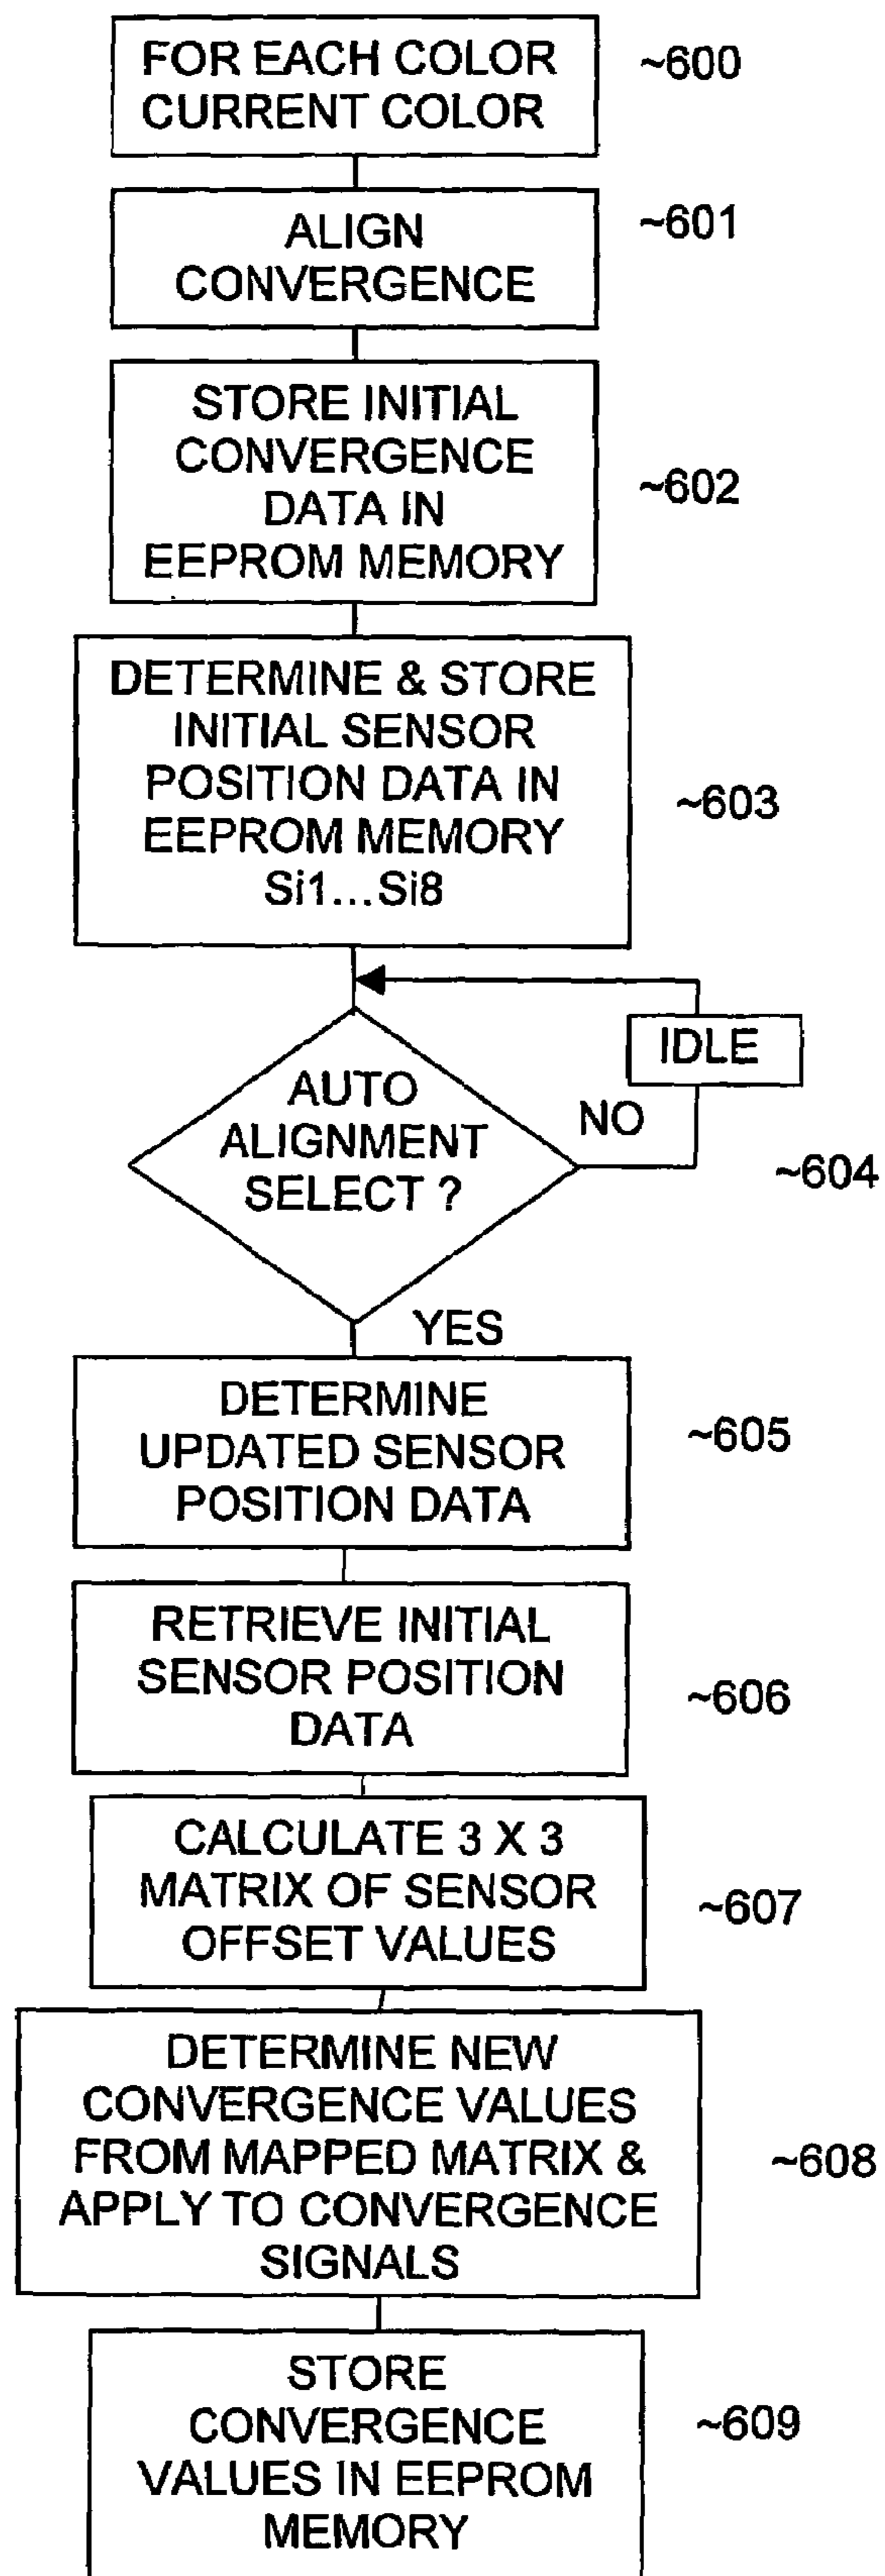 FOR EACH COLOR
CURRENT COLOR
~600
ALIGN
CONVERGENCE
~601
STORE INITIAL
CONVERGENCE
DATA IN
EEPROM MEMORY
~602
DETERMINE & STORE
INITIAL SENSOR
POSITION DATA IN
EEPROM MEMORY
Si1...Si8
~603
IDLE
AUTO
ALIGNMENT
SELECT ?
NO
~604
YES
DETERMINE
UPDATED SENSOR
POSITION DATA
~605
RETRIEVE INITIAL
SENSOR POSITION
DATA
~606
CALCULATE 3 X 3
MATRIX OF SENSOR
OFFSET VALUES
~607
DETERMINE NEW
CONVERGENCE VALUES
FROM MAPPED MATRIX &
APPLY TO CONVERGENCE
SIGNALS
~608
STORE
CONVERGENCE
VALUES IN EEPROM
MEMORY
~609